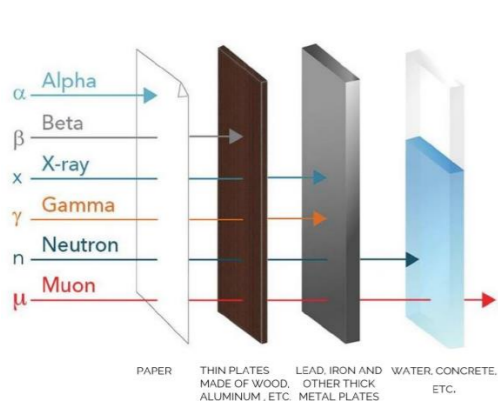 α Alpha
β Beta
x X-ray
γ Gamma
n Neutron
μ Muon
PAPER
THIN PLATES
MADE OF WOOD,
ALUMINUM , ETC.
LEAD, IRON AND
OTHER THICK
METAL PLATES
WATER, CONCRETE,
ETC.